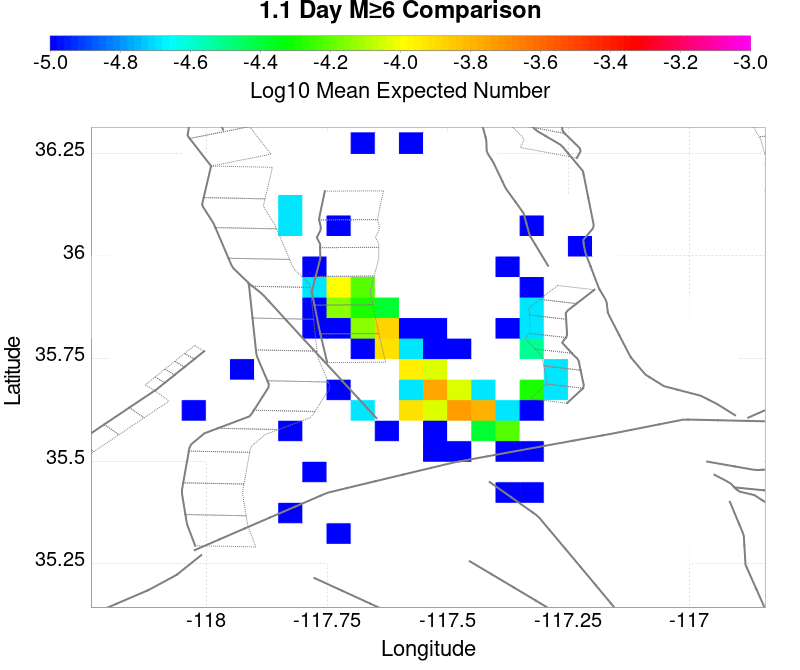 1.1 Day M≥6 Comparison
-5.0 -4.8 -4.6 -4.4 -4.2 -4.0 -3.8 -3.6 -3.4 -3.2 -3.0
Log10 Mean Expected Number
36.25
36
35.75
35.5
35.25
Latitude
-118 -117.75 -117.5 -117.25 -117
Longitude